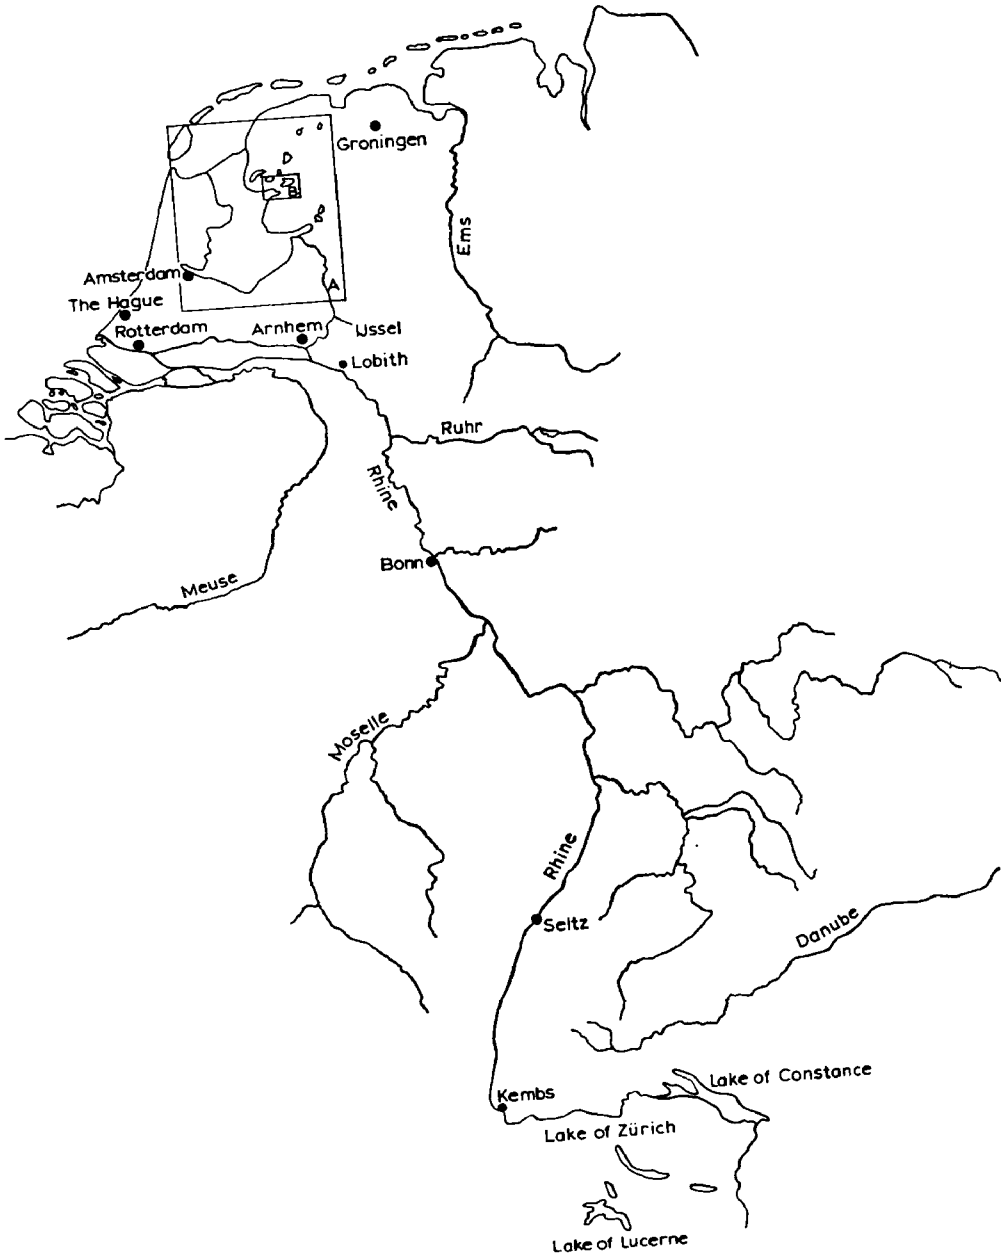 Groningen
B
Ems
Amsterdam
A
The Hague
Rotterdam
Arnhem
IJssel
Lobith
Ruhr
Rhine
Bonn
Meuse
Moselle
Rhine
Seltz
Danube
Kembs
Lake of Constance
Lake of Zürich
Lake of Lucerne